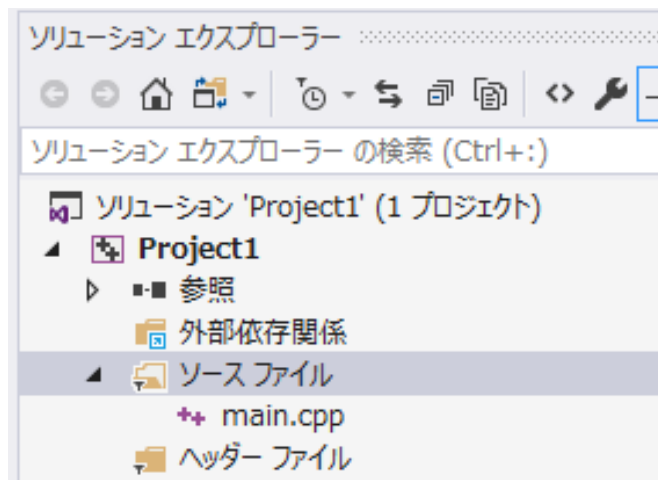 ソリューション エクスプローラー
ソリューション エクスプローラー の検索 (Ctrl+:)
ソリューション 'Project1' (1 プロジェクト)
Project1
参照
外部依存関係
ソース ファイル
main.cpp
ヘッダー ファイル